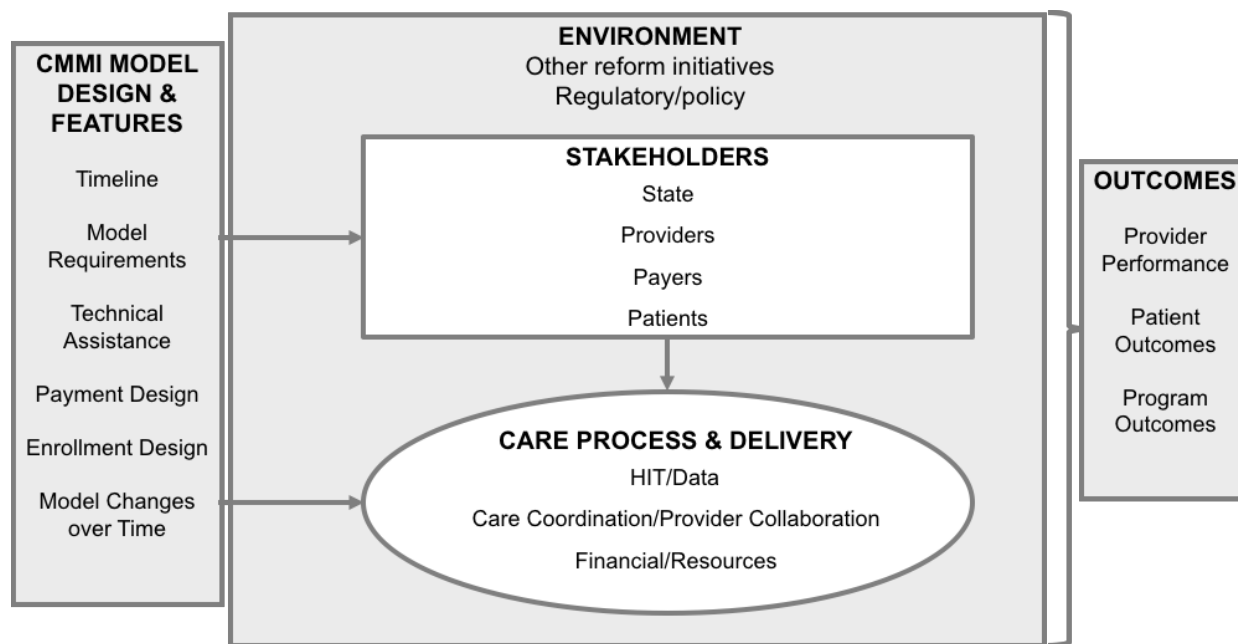 CMMI MODEL
DESIGN &
FEATURES
Timeline
Model
Requirements
Technical
Assistance
Payment Design
Enrollment Design
Model Changes
over Time
ENVIRONMENT
Other reform initiatives
Regulatory/policy
STAKEHOLDERS
State
Providers
Payers
Patients
CARE PROCESS & DELIVERY
HIT/Data
Care Coordination/Provider Collaboration
Financial/Resources
OUTCOMES
Provider
Performance
Patient
Outcomes
Program
Outcomes